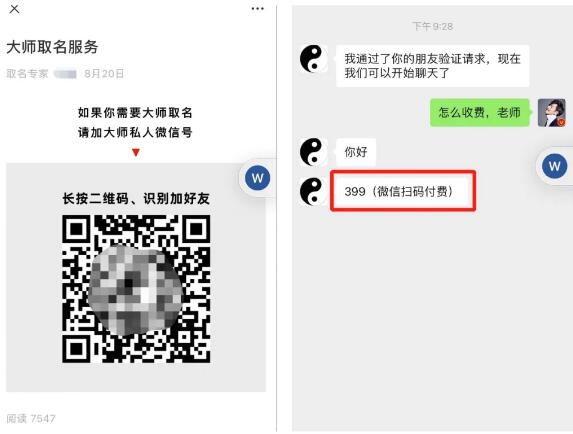 大师取名服务
取名专家
8月20日
如果你需要大师取名
请加大师私人微信号
W
长按二维码、识别加好友
阅读 7547
下午9:28
我通过了你的朋友验证请求，现在
我们可以开始聊天了
怎么收费，老师
你好
W
399（微信扫码付费）